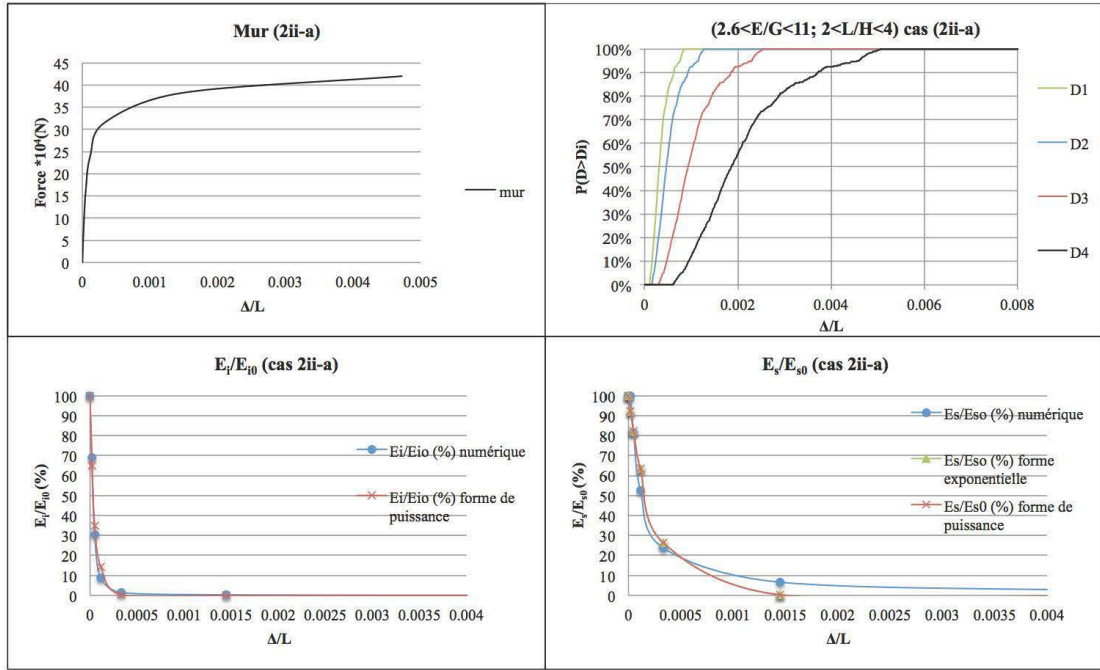 Mur (2ii-a)
Force *10⁴(N)
45
40
35
30
25
20
15
10
5
0
0 0.001 0.002 0.003 0.004 0.005
Δ/L
mur
(2.6<E/G<11; 2<L/H<4) cas (2ii-a)
P(D>Di)
100%
90%
80%
70%
60%
50%
40%
30%
20%
10%
0%
0 0.002 0.004 0.006 0.008
Δ/L
D1
D2
D3
D4
Ei/Ei0 (cas 2ii-a)
Ei/Ei0 (%)
100
90
80
70
60
50
40
30
20
10
0
0 0.0005 0.001 0.0015 0.002 0.0025 0.003 0.0035 0.004
Δ/L
Ei/Eio (%) numérique
Ei/Eio (%) forme de
puissance
Es/Es0 (cas 2ii-a)
Es/Es0 (%)
100
90
80
70
60
50
40
30
20
10
0
0 0.0005 0.001 0.0015 0.002 0.0025 0.003 0.0035 0.004
Δ/L
Es/Eso (%) numérique
Es/Eso (%) forme
exponentielle
Es/Es0 (%) forme de
puissance